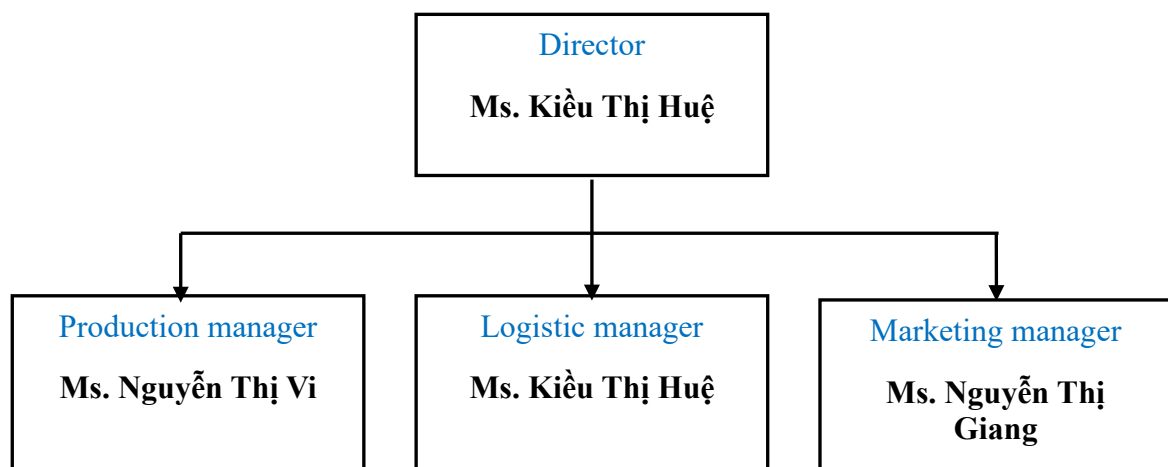 Director
Ms. Kiều Thị Huệ
Production manager
Ms. Nguyễn Thị Vi
Logistic manager
Ms. Kiều Thị Huệ
Marketing manager
Ms. Nguyễn Thị
Giang